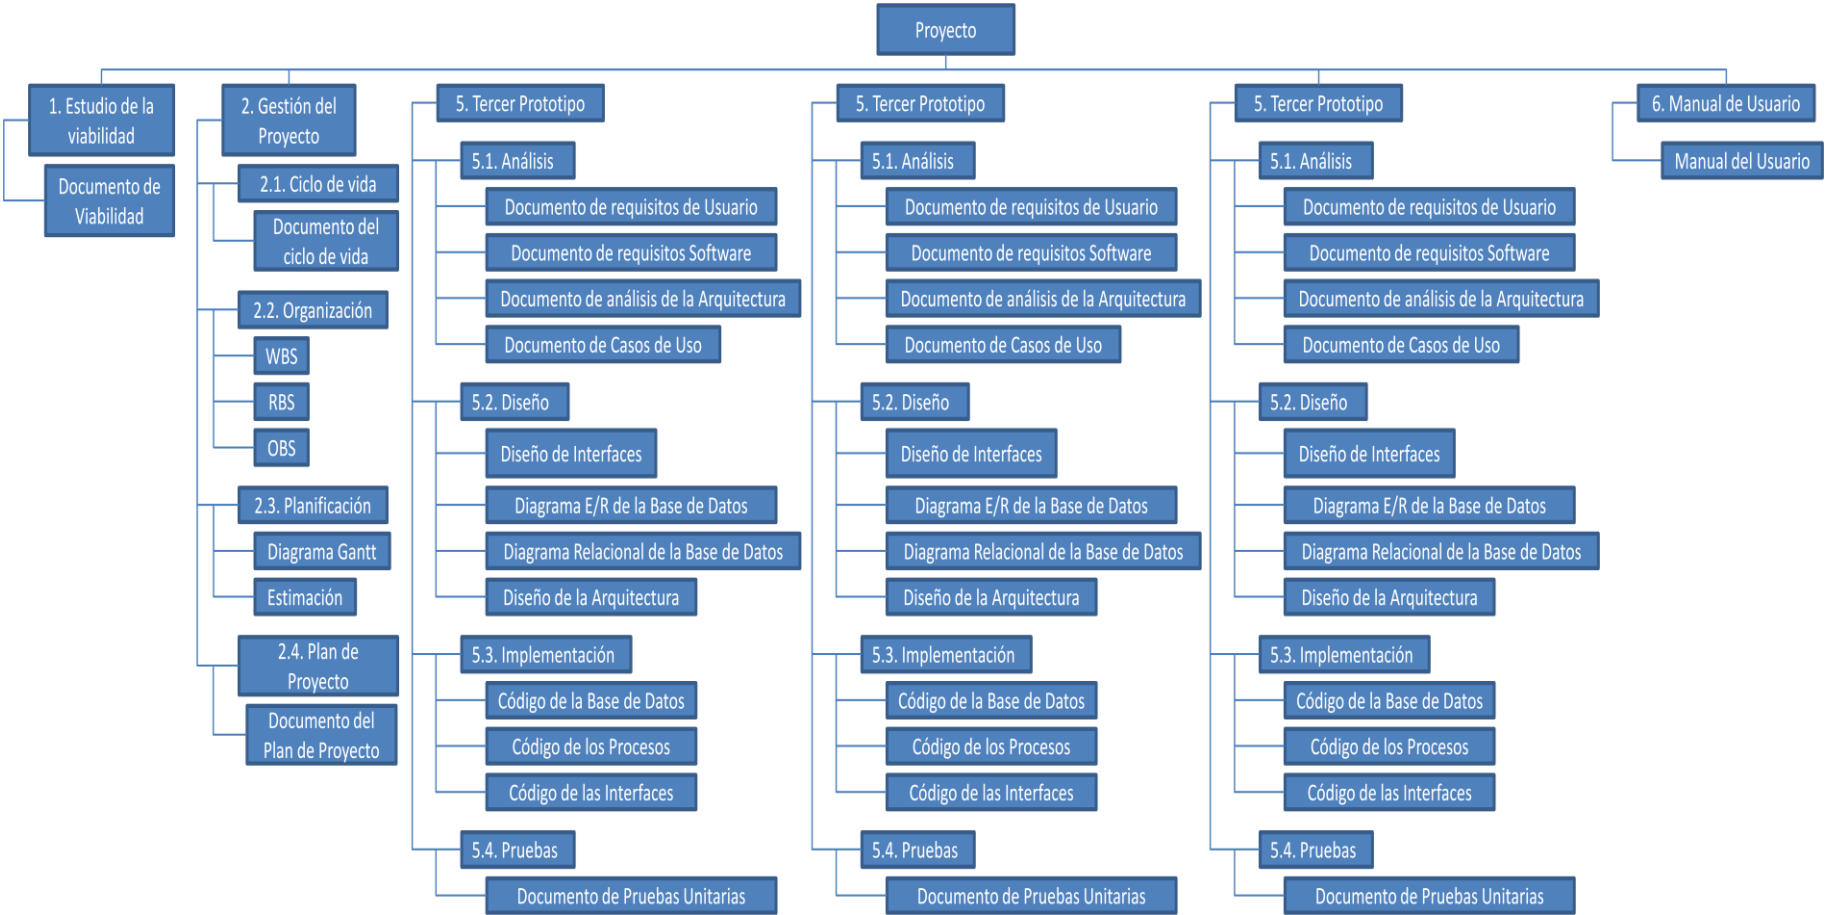 Proyecto
1. Estudio de la
viabilidad
Documento de
Viabilidad
2. Gestión del
Proyecto
2.1. Ciclo de vida
Documento del
ciclo de vida
2.2. Organización
WBS
RBS
OBS
2.3. Planificación
Diagrama Gantt
Estimación
2.4. Plan de
Proyecto
Documento del
Plan de Proyecto
5. Tercer Prototipo
5.1. Análisis
Documento de requisitos de Usuario
Documento de requisitos Software
Documento de análisis de la Arquitectura
Documento de Casos de Uso
5.2. Diseño
Diseño de Interfaces
Diagrama E/R de la Base de Datos
Diagrama Relacional de la Base de Datos
Diseño de la Arquitectura
5.3. Implementación
Código de la Base de Datos
Código de los Procesos
Código de las Interfaces
5.4. Pruebas
Documento de Pruebas Unitarias
5. Tercer Prototipo
5.1. Análisis
Documento de requisitos de Usuario
Documento de requisitos Software
Documento de análisis de la Arquitectura
Documento de Casos de Uso
5.2. Diseño
Diseño de Interfaces
Diagrama E/R de la Base de Datos
Diagrama Relacional de la Base de Datos
Diseño de la Arquitectura
5.3. Implementación
Código de la Base de Datos
Código de los Procesos
Código de las Interfaces
5.4. Pruebas
Documento de Pruebas Unitarias
5. Tercer Prototipo
5.1. Análisis
Documento de requisitos de Usuario
Documento de requisitos Software
Documento de análisis de la Arquitectura
Documento de Casos de Uso
5.2. Diseño
Diseño de Interfaces
Diagrama E/R de la Base de Datos
Diagrama Relacional de la Base de Datos
Diseño de la Arquitectura
5.3. Implementación
Código de la Base de Datos
Código de los Procesos
Código de las Interfaces
5.4. Pruebas
Documento de Pruebas Unitarias
6. Manual de Usuario
Manual del Usuario